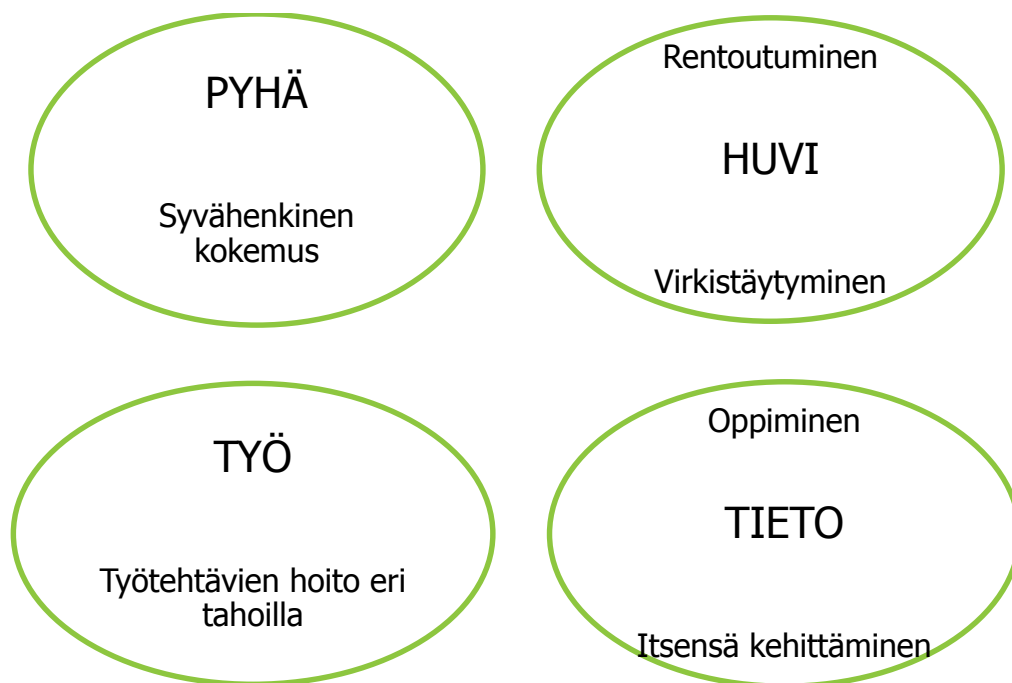 PYHÄ
Syvähenkinen
kokemus
Rentoutuminen
HUVI
Virkistäytyminen
TYÖ
Työtehtävien hoito eri
tahoilla
Oppiminen
TIETO
Itsensä kehittäminen